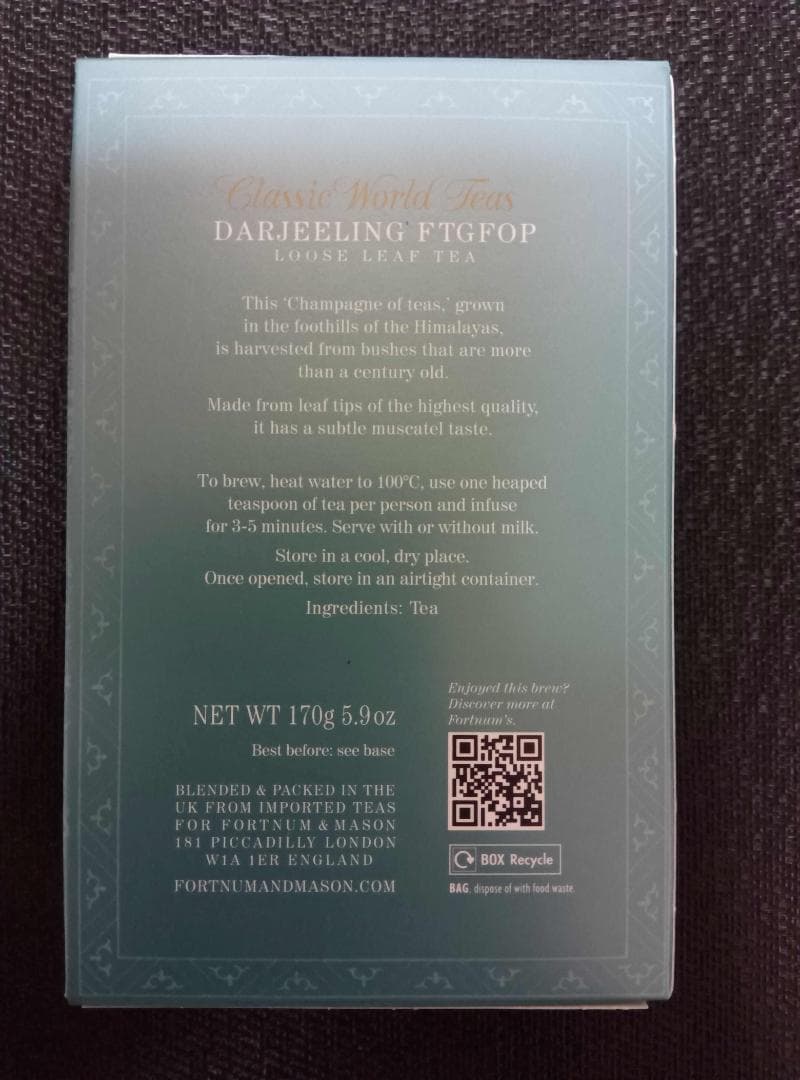 Classic World Teas
DARJEELING FTGFOP
LOOSE LEAF TEA
This ‘Champagne of teas,’ grown
in the foothills of the Himalayas,
is harvested from bushes that are more
than a century old.
Made from leaf tips of the highest quality,
it has a subtle muscatel taste.
To brew, heat water to 100°C, use one heaped
teaspoon of tea per person and infuse
for 3-5 minutes. Serve with or without milk.
Store in a cool, dry place.
Once opened, store in an airtight container.
Ingredients: Tea
NET WT 170g 5.9oz
Best before: see base
BLENDED & PACKED IN THE
UK FROM IMPORTED TEAS
FOR FORTNUM & MASON
181 PICCADILLY LONDON
W1A 1ER ENGLAND
FORTNUMANDMASON.COM
Enjoyed this brew?
Discover more at
Fortnum's.
BOX Recycle
BAG, dispose of with food waste.